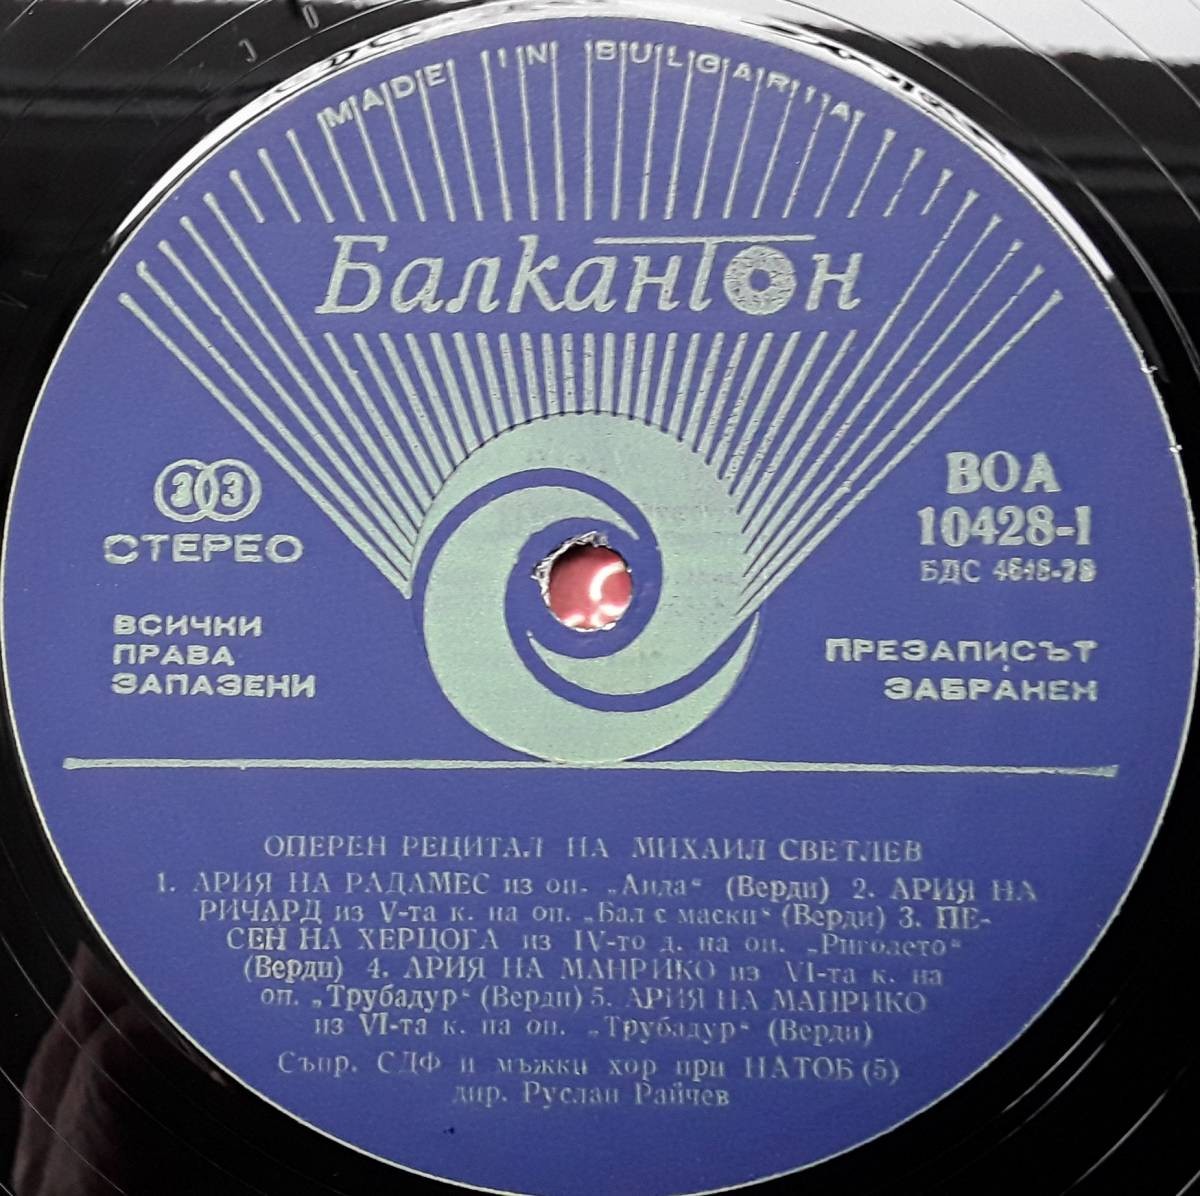 MADE IN BULGARIA
Балкантон
33
СТЕРЕО
ВСИЧКИ
ПРАВА
ЗАПАЗЕНИ
ВОА
10428-I
БДС
ПРЕЗАПИСЪТ
ЗАБРАНЕН
ОПЕРЕН РЕЦИТАЛ НА МИХАИЛ СВЕТЛЕВ
1. АРИЯ НА РАДАМЕС из оп. „Аида“ (Верди) 2. АРИЯ НА
РИЧАРД из V-та к. на оп. „Бал с маски“ (Верди) 3. ПЕ-
СЕН НА ХЕРЦОГА из IV-то д. на оп. „Риголето“
(Верди) 4. АРИЯ НА МАНРИКО из VI-та к. на
оп. „Трубадур“ (Верди) 5. АРИЯ НА МАНРИКО
из VI-та к. на оп. „Трубадур“ (Верди)
Съпр. СДФ и мъжки хор при НАТОБ (5)
дир. Руслан Райчев